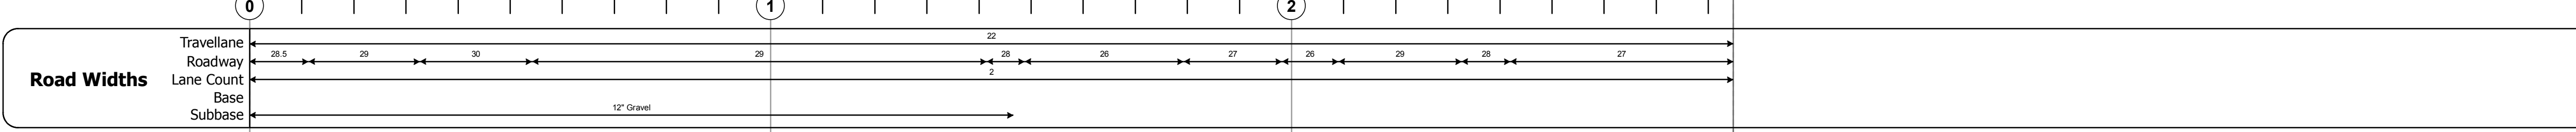 0 1 2
Travellane 22
28.5 29 30 29 28 26 27 26 29 28 27
Roadway
Road Widths
Lane Count 2
Base
Subbase 12" Gravel